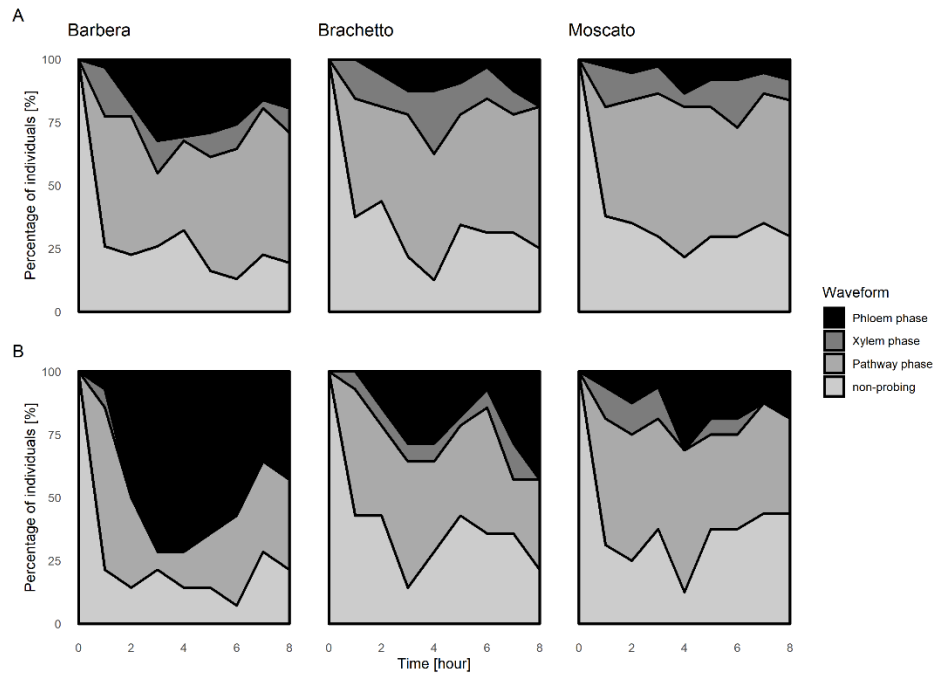 A
Barbera Brachetto Moscato
100
75
50
25
0
Percentage of individuals [%]
B
100
75
50
25
0
Percentage of individuals [%]
0 2 4 6 8 0 2 4 6 8 0 2 4 6 8
Time [hour]
Waveform
Phloem phase
Xylem phase
Pathway phase
non-probing